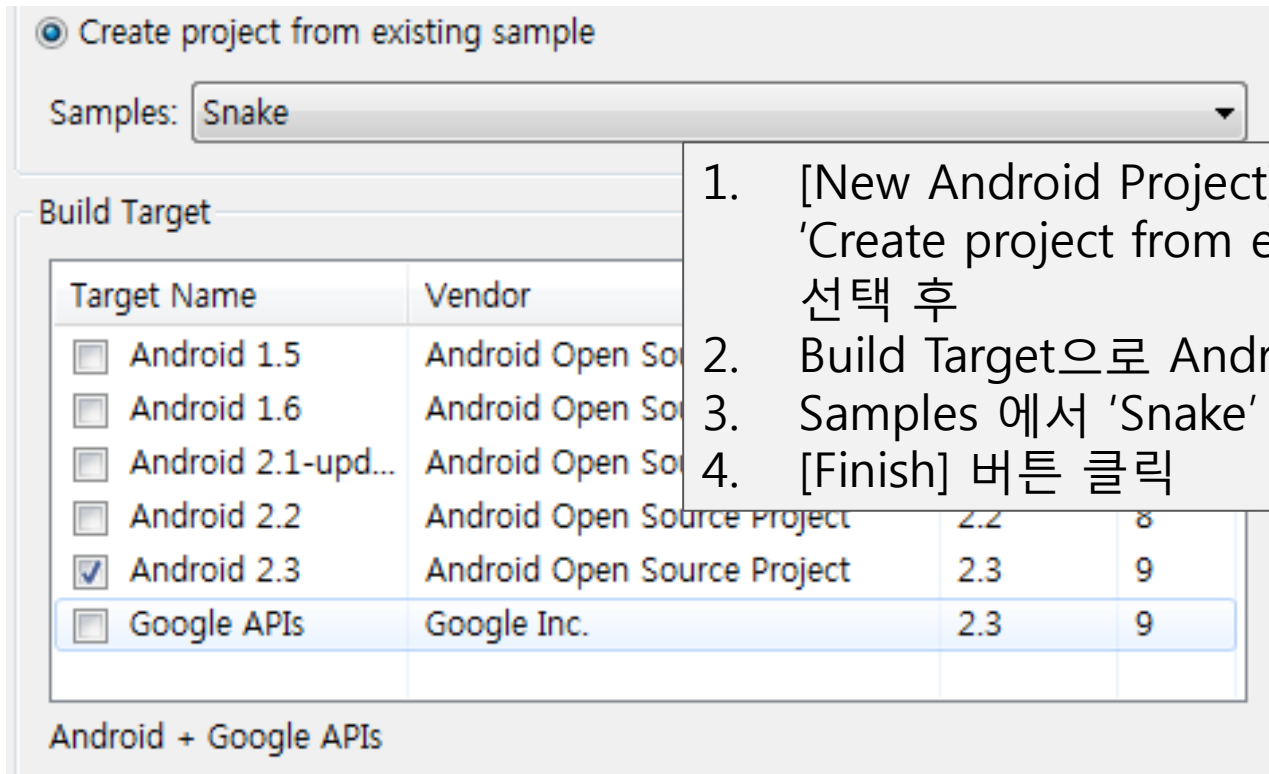 Create project from existing sample
Samples: Snake
Build Target
Target Name Vendor
Android 1.5 Android Open
Android 1.6 Android Open
Android 2.1-upd... Android Open
Android 2.2 Android Open Source Project 2.2 8
Android 2.3 Android Open Source Project 2.3 9
Google APIs Google Inc. 2.3 9
Android + Google APIs
1. [New Android Project
'Create project from
선택 후
2. Build Target으로
3. Samples 에서 'Snake'
4. [Finish] 버튼 클릭